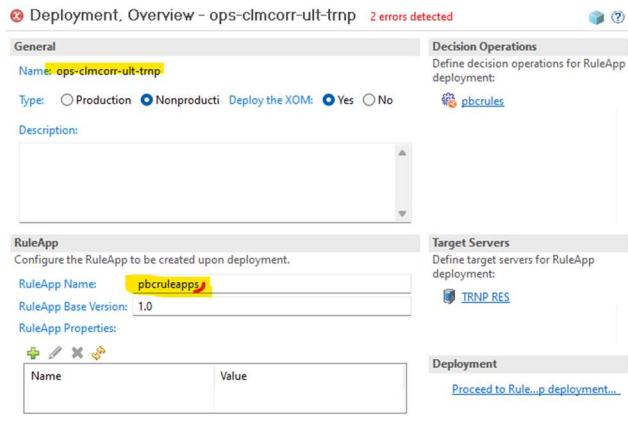 Deployment, Overview - ops-clmcorr-ult-trnp 2 errors detected
General
Name: ops-clmcorr-ult-trnp
Type: Production Nonproducti Deploy the XOM: Yes No
Description:
RuleApp
Configure the RuleApp to be created upon deployment.
RuleApp Name: pbcruleapps
RuleApp Base Version: 1.0
RuleApp Properties:
Name Value
Decision Operations
Define decision operations for RuleApp
deployment:
pbcrules
Target Servers
Define target servers for RuleApp
deployment:
TRNP RES
Deployment
Proceed to Rule...p deployment...